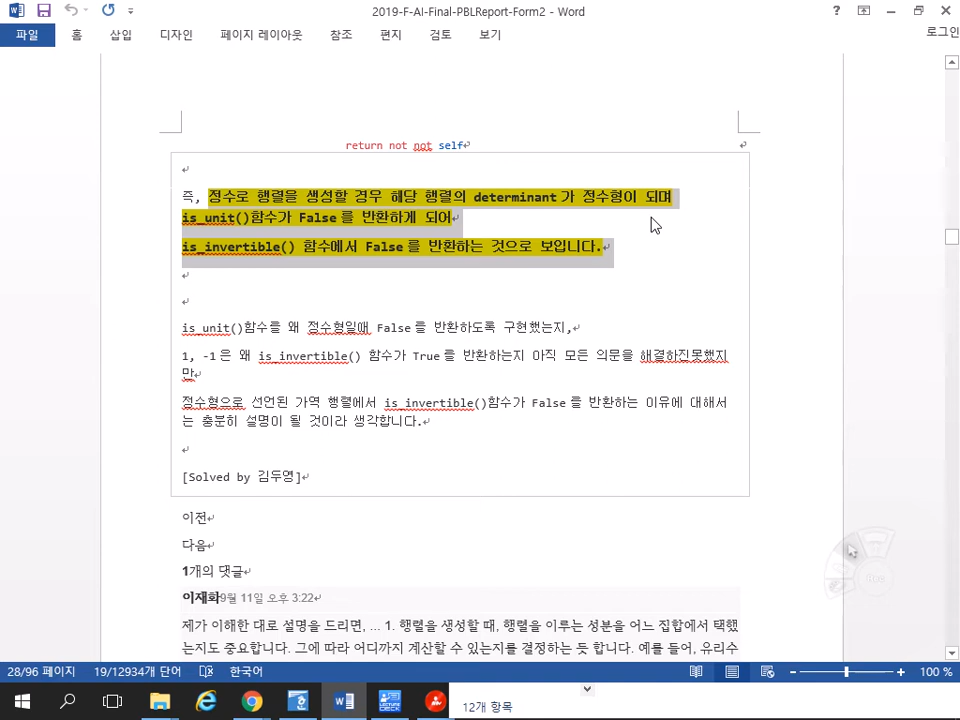 2019-F-AI-Final-PBLReport-Form2 - Word
파일 홈 삽입 디자인 페이지 레이아웃 참조 편지 검토 보기 로그인
return not not self
즉, 정수로 행렬을 생성할 경우 해당 행렬의 determinant가 정수형이 되며
is_unit()함수가 False를 반환하게 되어
is_invertible() 함수에서 False를 반환하는 것으로 보입니다.
is_unit()함수를 왜 정수형일때 False를 반환하도록 구현했는지,
1, -1은 왜 is_invertible() 함수가 True를 반환하는지 아직 모든 의문을 해결하진못했지
만
정수형으로 선언된 가역 행렬에서 is_invertible()함수가 False를 반환하는 이유에 대해서
는 충분히 설명이 될 것이라 생각합니다.
[Solved by 김두영]
이전
다음
1개의 댓글
이재화9월 11일 오후 3:22
제가 이해한 대로 설명을 드리면, ... 1. 행렬을 생성할 때, 행렬을 이루는 성분을 어느 집합에서 택했
는지도 중요합니다. 그에 따라 어디까지 계산할 수 있는지를 결정하는 듯 합니다. 예를 들어, 유리수
28/96 페이지 19/12934개 단어 한국어 100 %
12개 항목